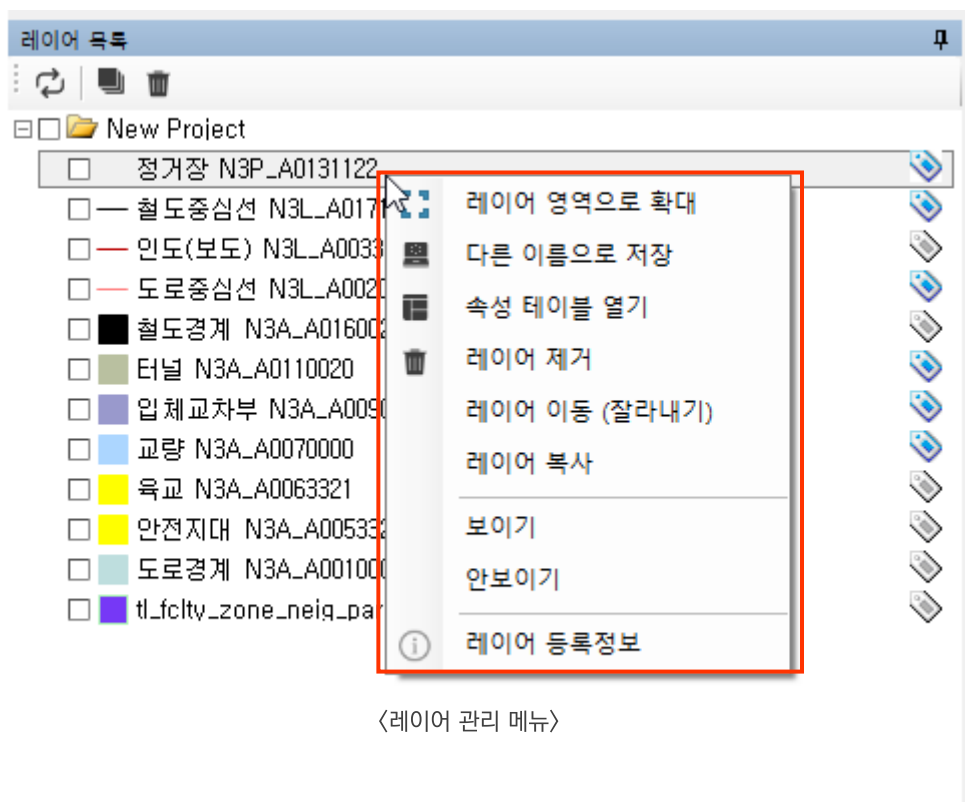 레이어 목록
New Project
정거장 N3P_A0131122
철도중심선 N3L_A0171
인도(보도) N3L_A0033
도로중심선 N3L_A0020
철도경계 N3A_A016002
터널 N3A_A0110020
입체교차부 N3A_A0090
교량 N3A_A0070000
육교 N3A_A0063321
안전지대 N3A_A005332
도로경계 N3A_A001000
tl_fclty_zone_neig_par
레이어 영역으로 확대
다른 이름으로 저장
속성 테이블 열기
레이어 제거
레이어 이동 (잘라내기)
레이어 복사
보이기
안보이기
레이어 등록정보
〈레이어 관리 메뉴〉